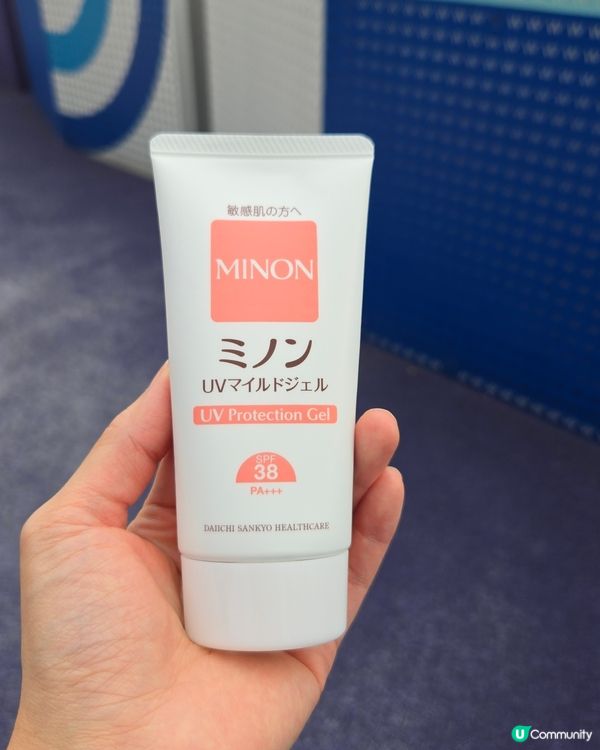 敏感肌の方へ
MINON
ミノン
UVマイルドジェル
UV Protection Gel
SPF
38
PA+++
DAIICHI SANKYO HEALTHCARE
U Community